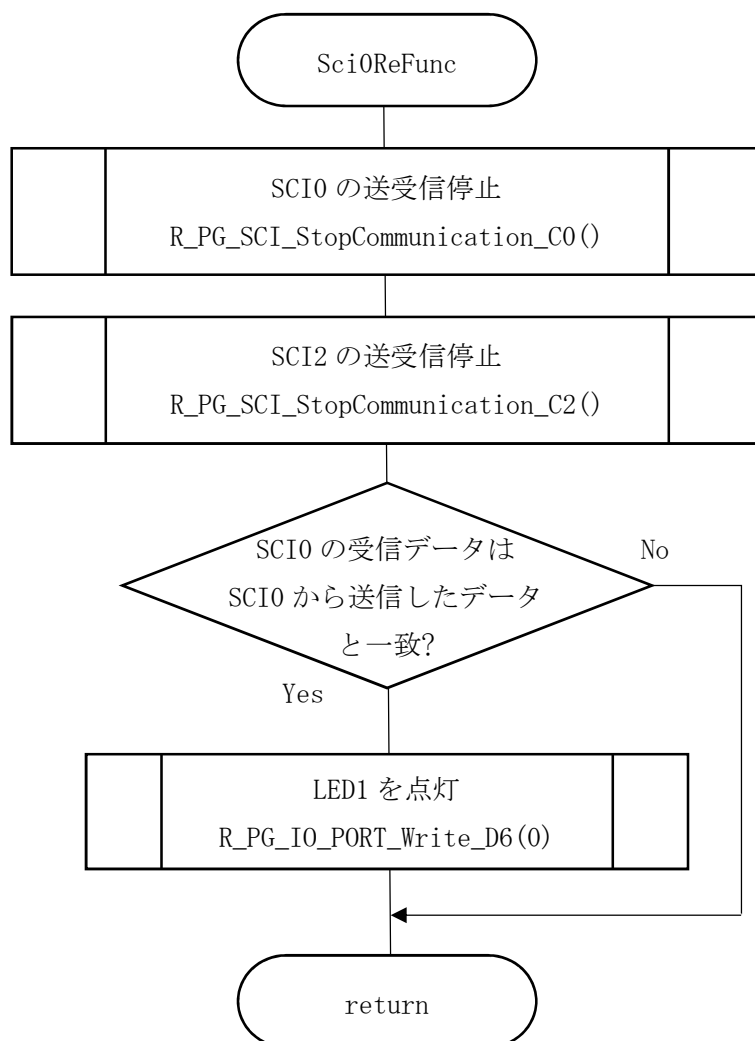 Sci0ReFunc
SCI0 の送受信停止
R_PG_SCI_StopCommunication_C0()
SCI2 の送受信停止
R_PG_SCI_StopCommunication_C2()
SCI0 の受信データは
SCI0 から送信したデータ
と一致?
No
Yes
LED1 を点灯
R_PG_IO_PORT_Write_D6(0)
return